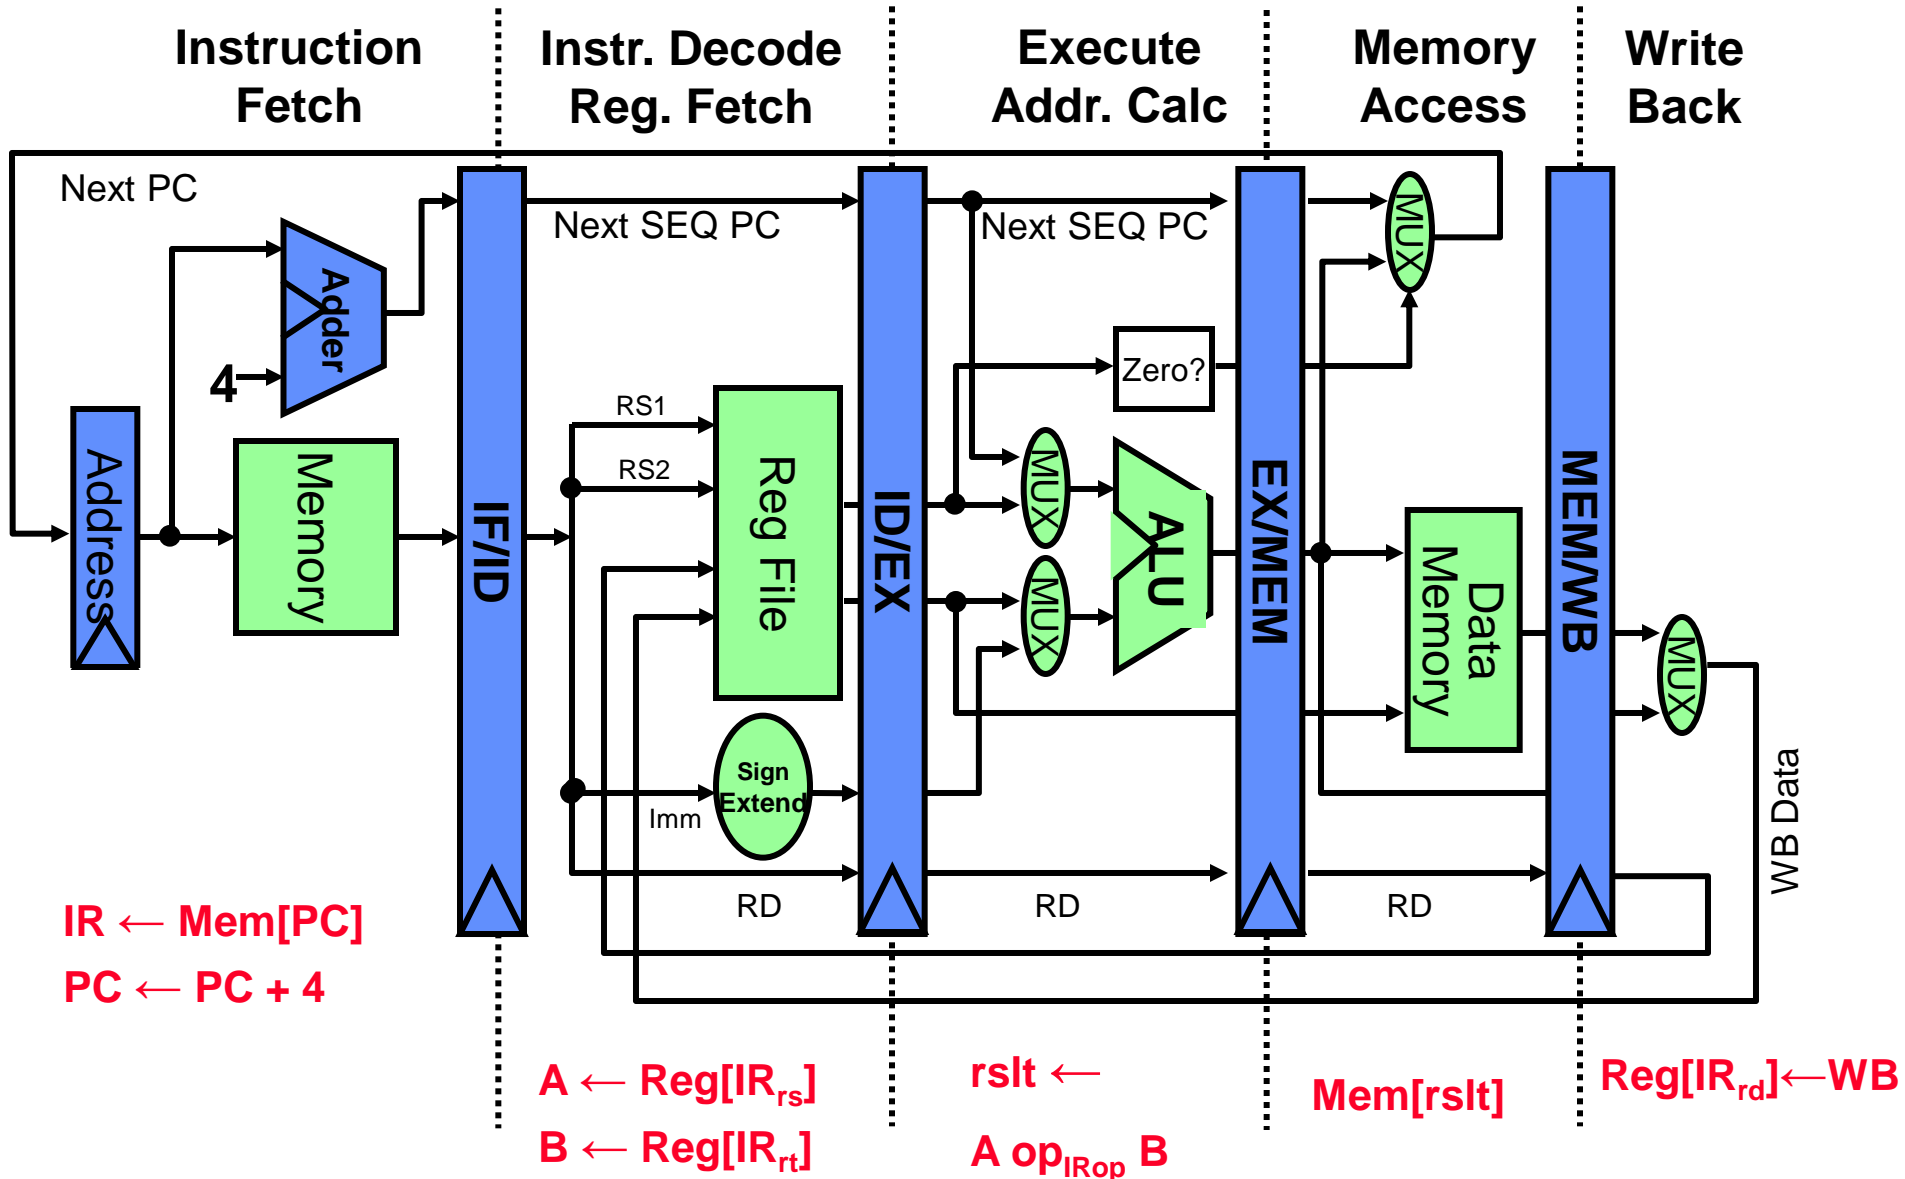 Instruction
Fetch
Instr. Decode
Reg. Fetch
Execute
Addr. Calc
Memory
Access
Write
Back
Next PC
Next SEQ PC
Next SEQ PC
MUX
Adder
4
Zero?
RS1
RS2
Address
Memory
IF/ID
Reg File
ID/EX
MUX
MUX
ALU
EX/MEM
Data
Memory
MEM/WB
MUX
Sign
Extend
Imm
WB Data
RD
RD
RD
IR ← Mem[PC]
PC ← PC + 4
A ← Reg[IRrs]
B ← Reg[IRrt]
rslt ←
A opIRop B
Mem[rslt]
Reg[IRrd]←WB